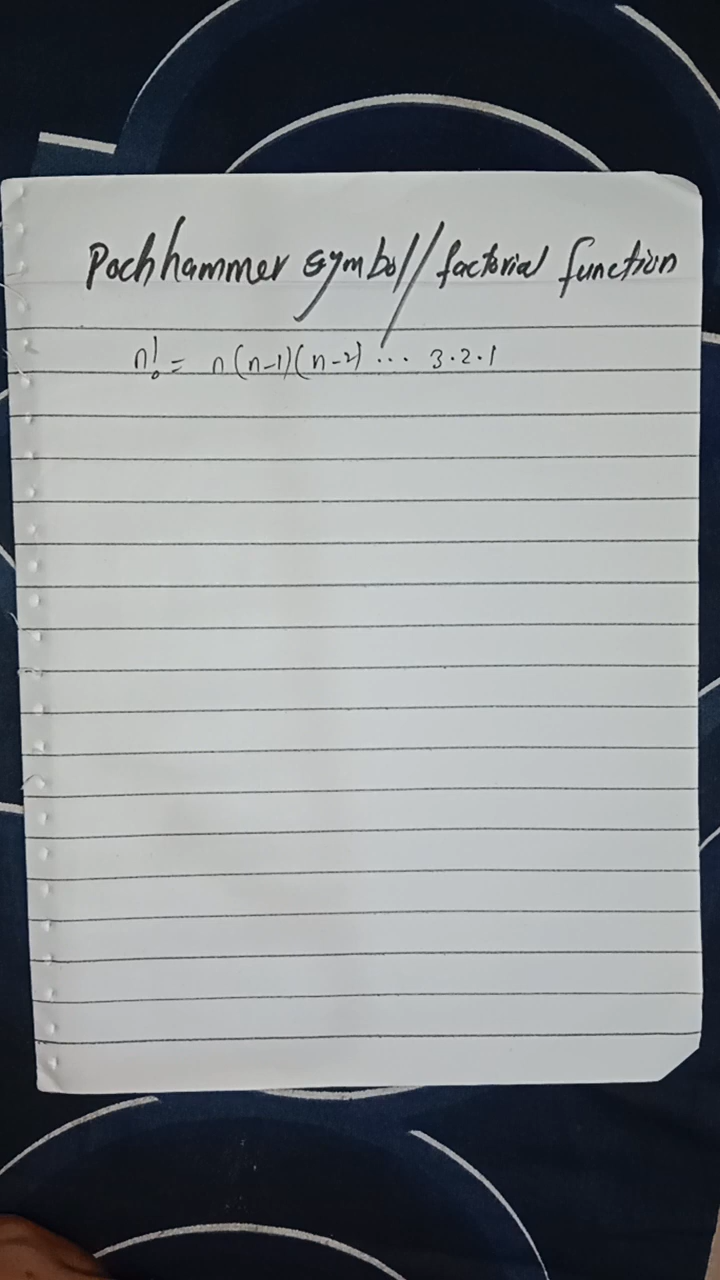 Pochhammer symbol/factorial function
n! = n(n-1)(n-2) ... 3.2.1